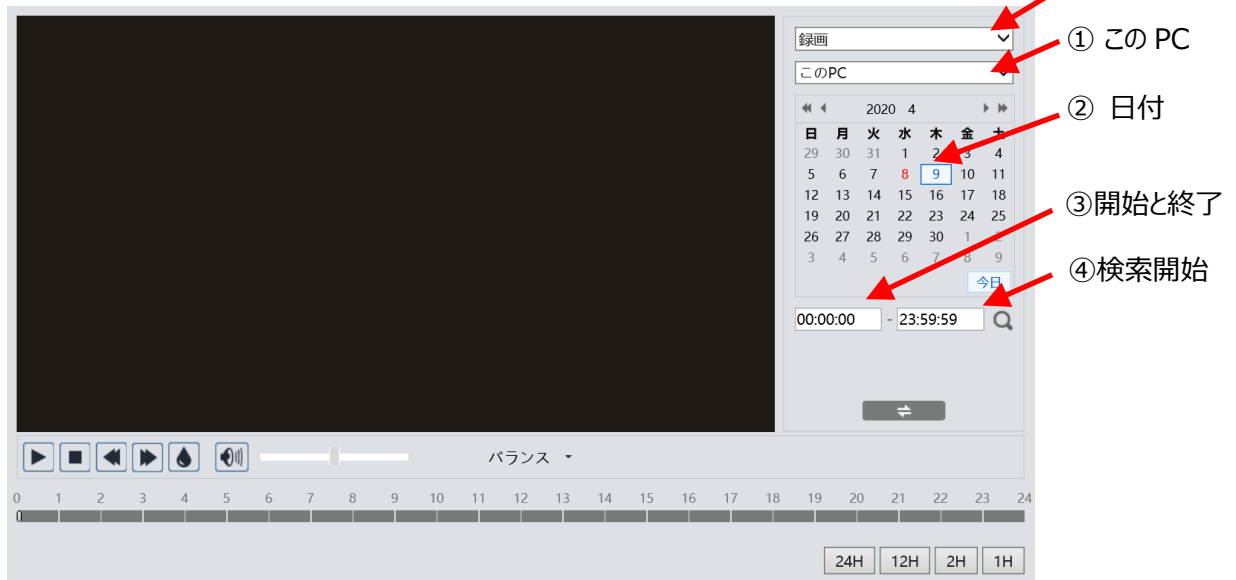 録画
① この PC
このPC
② 日付
2020 4
日 月 火 水 木 金 土
29 30 31 1 2 3 4
5 6 7 8 9 10 11
12 13 14 15 16 17 18
19 20 21 22 23 24 25
26 27 28 29 30 1 2
3 4 5 6 7 8 9
今日
③開始と終了
④検索開始
00:00:00 - 23:59:59
バランス
0 1 2 3 4 5 6 7 8 9 10 11 12 13 14 15 16 17 18 19 20 21 22 23 24
24H 12H 2H 1H